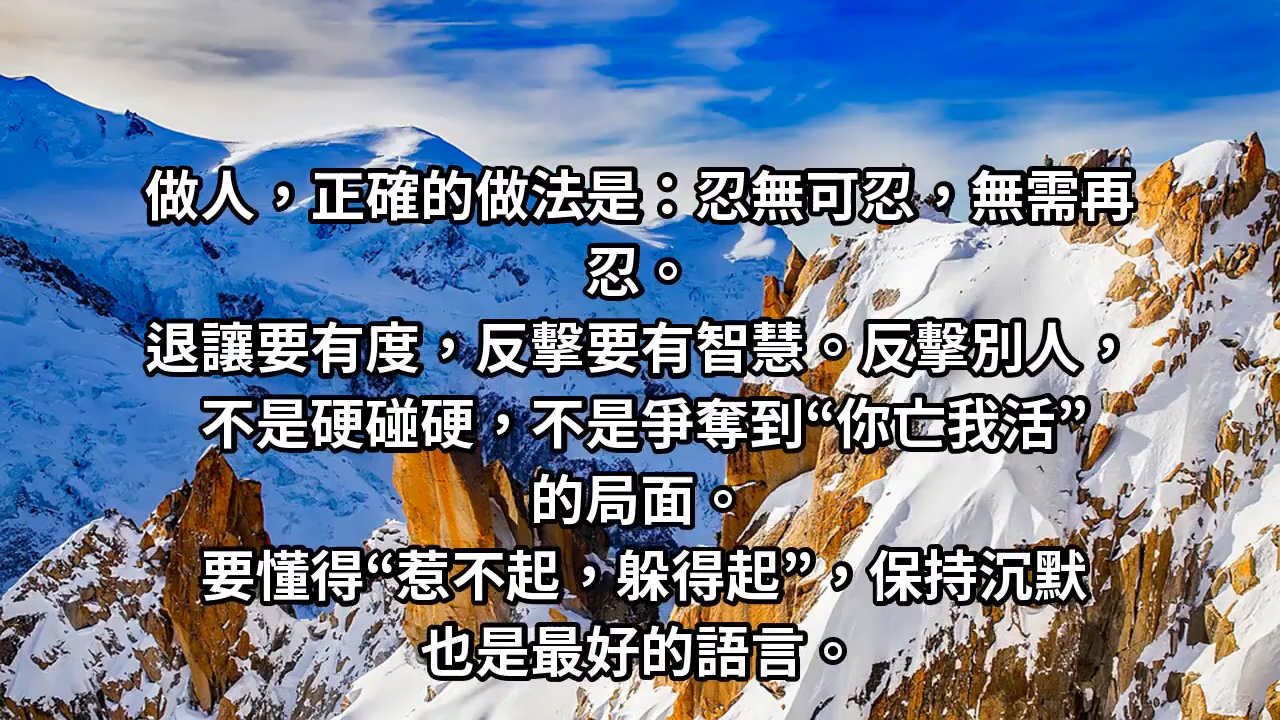 做人，正確的做法是：忍無可忍，無需再
忍。
退讓要有度，反擊要有智慧。反擊別人，
不是硬碰硬，不是爭奪到“你亡我活”
的局面。
要懂得“惹不起，躲得起”，保持沉默
也是最好的語言。